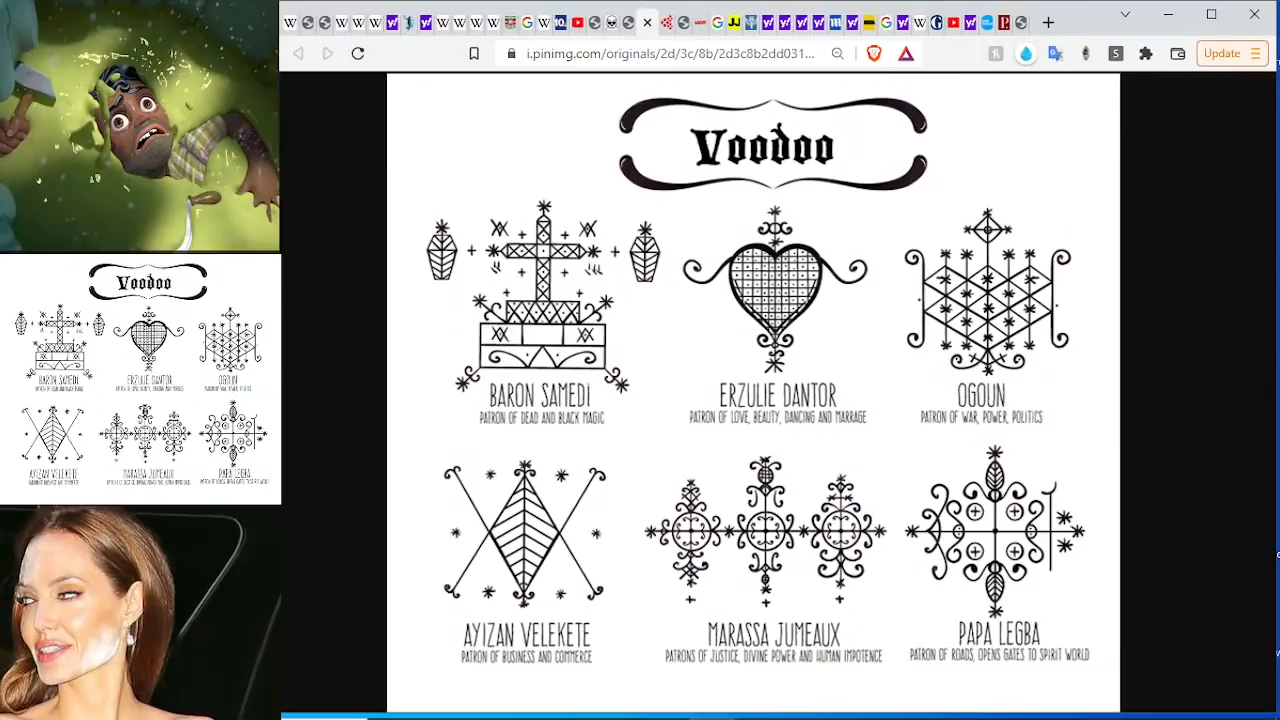 i.pinimg.com/originals/2d/3c/8b/2d3c8b2dd031...
Update
Voodoo
BARON SAMEDI
PATRON OF DEAD AND BLACK MAGIC
ERZULIE DANTOR
PATRON OF LOVE, BEAUTY, DANCING AND MARRAGE
OGOUN
PATRON OF WAR, POWER, POLITICS
AYIZAN VELEKETE
PATRON OF BUSINESS AND COMMERCE
MARASSA JUMEAUX
PATRONS OF JUSTICE, DIVINE POWER AND HUMAN IMPOTENCE
PAPA LEGBA
PATRON OF ROADS, OPENS GATES TO SPIRIT WORLD
Voodoo
BARON SAMEDI
ERZULIE DANTOR
OGOUN
AYIZAN VELEKETE
MARASSA JUMEAUX
PAPA LEGBA